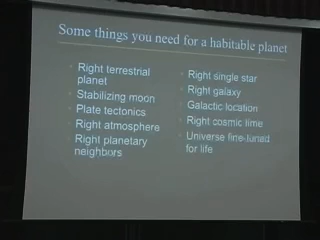 Some things you need for a habitable planet
Right terrestrial
planet
Stabilizing moon
Plate tectonics
Right atmosphere
Right planetary
neighbors
Right single star
Right galaxy
Galactic location
Right cosmic time
Universe fine-tuned
for life